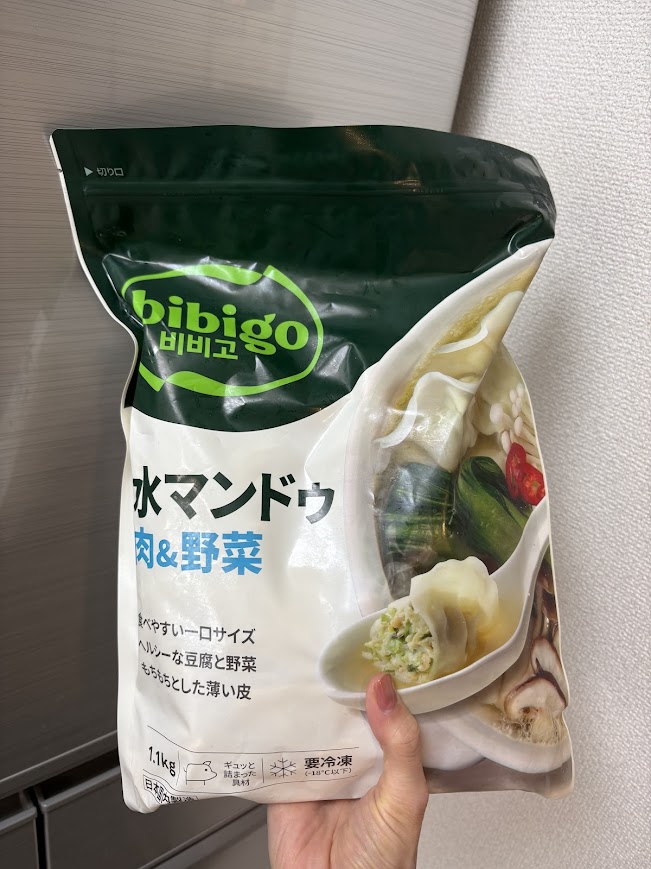 ▶切り口
bibigo
비비고
水マンドゥ
肉&野菜
食べやすい一口サイズ
ヘルシーな豆腐と野菜
もちもちとした薄い皮
1.1kg
ギュッと
詰まった
具材
要冷凍
(-18℃以下)